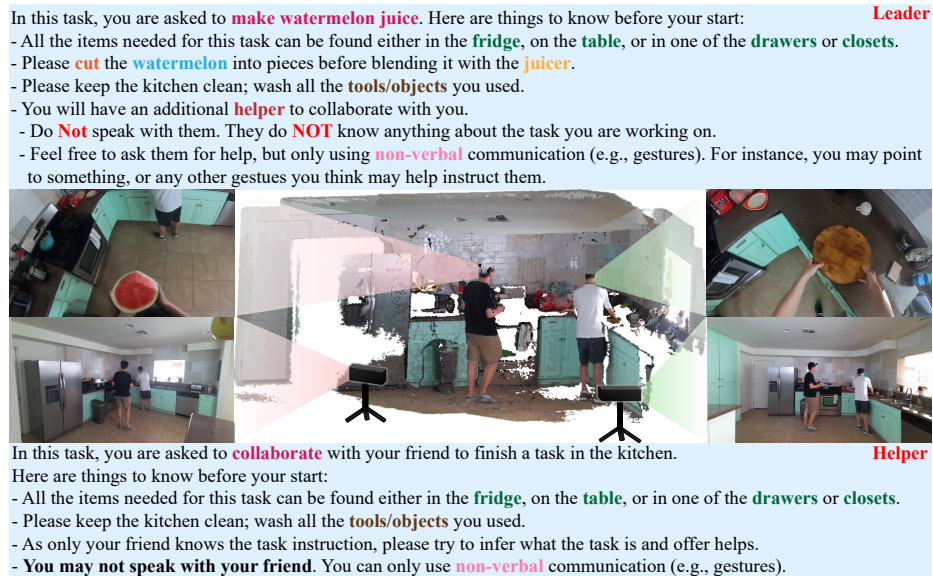 In this task, you are asked to make watermelon juice. Here are things to know before your start:
Leader
- All the items needed for this task can be found either in the fridge, on the table, or in one of the drawers or closets.
- Please cut the watermelon into pieces before blending it with the juicer.
- Please keep the kitchen clean; wash all the tools/objects you used.
- You will have an additional helper to collaborate with you.
- Do Not speak with them. They do NOT know anything about the task you are working on.
- Feel free to ask them for help, but only using non-verbal communication (e.g., gestures). For instance, you may point
to something, or any other gestues you think may help instruct them.
In this task, you are asked to collaborate with your friend to finish a task in the kitchen.
Helper
Here are things to know before your start:
- All the items needed for this task can be found either in the fridge, on the table, or in one of the drawers or closets.
- Please keep the kitchen clean; wash all the tools/objects you used.
- As only your friend knows the task instruction, please try to infer what the task is and offer helps.
- You may not speak with your friend. You can only use non-verbal communication (e.g., gestures).